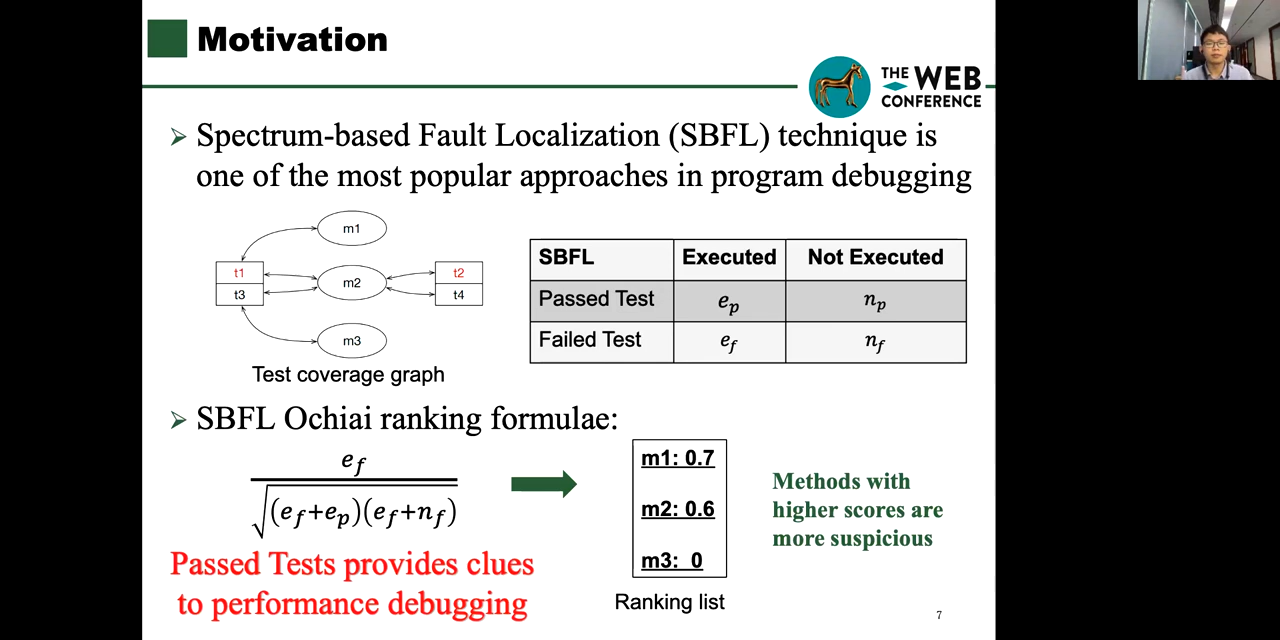 Motivation
THE WEB
CONFERENCE
➢ Spectrum-based Fault Localization (SBFL) technique is
one of the most popular approaches in program debugging
m1
t1
t3
m2
t2
t4
m3
Test coverage graph
SBFL Executed Not Executed
Passed Test e_p n_p
Failed Test e_f n_f
➢ SBFL Ochiai ranking formulae:
e_f
√(e_f+e_p)(e_f+n_f)
m1: 0.7
m2: 0.6
m3: 0
Ranking list
Methods with
higher scores are
more suspicious
Passed Tests provides clues
to performance debugging
7